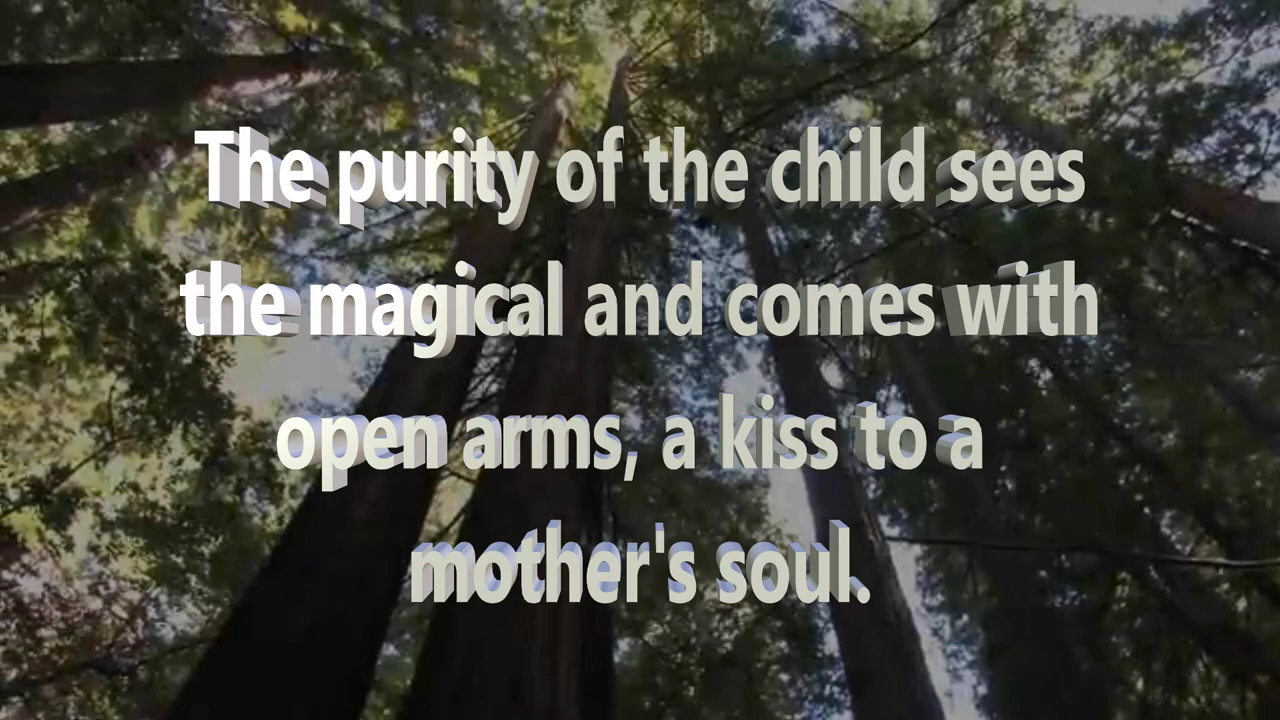 The purity of the child sees
the magical and comes with
open arms, a kiss to a
mother's soul.